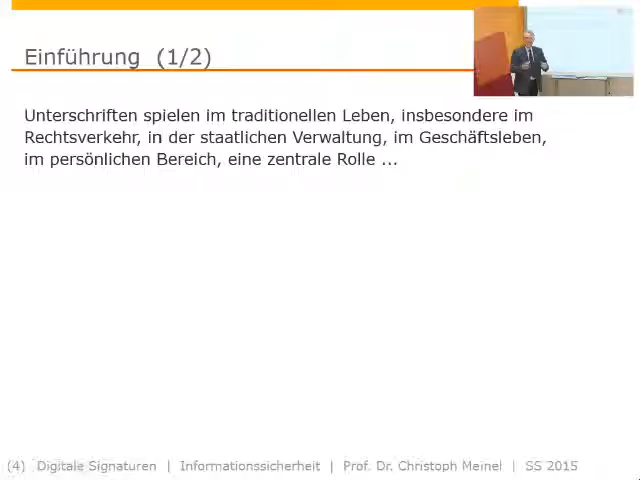 Einführung (1/2)
Unterschriften spielen im traditionellen Leben, insbesondere im
Rechtsverkehr, in der staatlichen Verwaltung, im Geschäftsleben,
im persönlichen Bereich, eine zentrale Rolle ...
(4) Digitale Signaturen | Informationssicherheit | Prof. Dr. Christoph Meinel | SS 2015